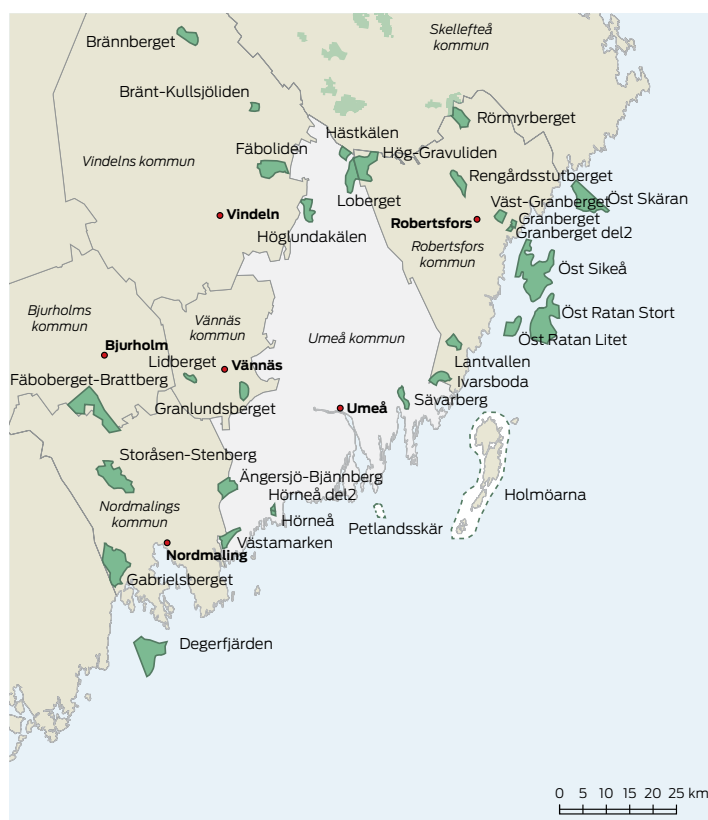 Skellefteå
kommun
Brännberget
Bränt-Kullsjöliden
Rörmyrberget
Hästkälen
Fäboliden
Hög-Gravuliden
Vindelns kommun
Rengårdsstutberget
Loberget
Väst-Granberget
Öst Skäran
Vindeln
Granberget
Robertsfors
Granberget del2
Höglundakälen
Robertsfors
kommun
Öst Sikeå
Bjurholms
kommun
Vännäs
kommun
Öst Ratan Stort
Umeå kommun
Öst Ratan Litet
Bjurholm
Lidberget
Vännäs
Lantvallen
Fäboberget-Brattberg
Ivarsboda
Granlundsberget
Sävarberg
Umeå
Storåsen-Stenberg
Ängersjö-Bjännberg
Hörneå del2
Holmöarna
Nordmalings
kommun
Hörneå
Petlandsskär
Västamarken
Nordmaling
Gabrielsberget
Degerfjärden
0 5 10 15 20 25 km